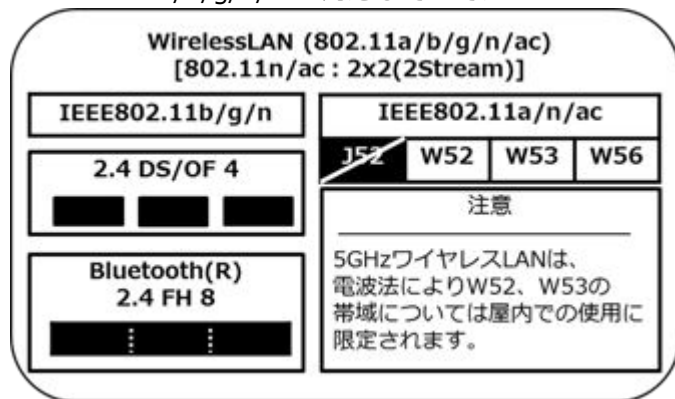 WirelessLAN (802.11a/b/g/n/ac)
[802.11n/ac : 2x2(2Stream)]
IEEE802.11b/g/n
2.4 DS/OF 4
Bluetooth(R)
2.4 FH 8
IEEE802.11a/n/ac
J52 W52 W53 W56
注意
5GHzワイヤレスLANは、
電波法によりW52、W53の
帯域については屋内での使用に
限定されます。